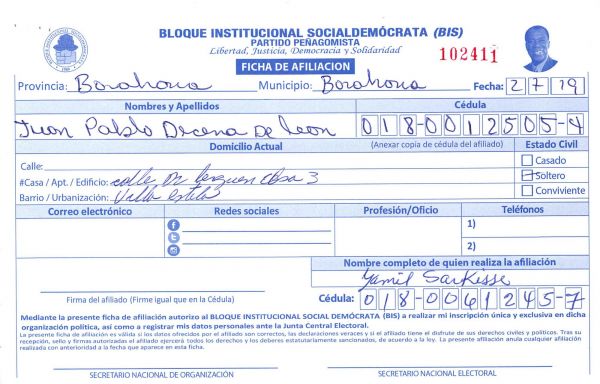 BLOQUE INSTITUCIONAL SOCIALDEMÓCRATA (BIS)
PARTIDO PEÑAGOMISTA
Libertad, Justicia, Democracia y Solidaridad
102411
FICHA DE AFILIACION
Provincia: Barahona Municipio: Barahona Fecha: 2 7 19
Nombres y Apellidos Cédula
Juan Pablo Decena De leon 018-0012505-4
Domicilio Actual (Anexar copia de cédula del afiliado) Estado Civil
Calle: Casado
#Casa / Apt. / Edificio: calle casa 3 Soltero
Barrio / Urbanización: Villa estela Conviviente
Correo electrónico Redes sociales Profesión/Oficio Teléfonos
1)
2)
Nombre completo de quien realiza la afiliación
Yamil Sarkisse
Firma del afiliado (Firme igual que en la Cédula) Cédula: 018-0061245-7
Mediante la presente ficha de afiliación autorizo al BLOQUE INSTITUCIONAL SOCIAL DEMÓCRATA (BIS) a realizar mi inscripción única y exclusiva en dicha
organización política, así como a registrar mis datos personales ante la Junta Central Electoral.
La presente ficha de afiliación es válida si los datos ofrecidos por el afiliado son correctos, las declaraciones veraces y si el afiliado tiene el disfrute de sus derechos civiles y políticos. Tras su
recepción, sello y firmas autorizadas el afiliado ejercerá todos los derechos y los deberes estatutariamente sancionados, de acuerdo a la ley. La presente afiliación anula cualquier afiliación
realizada con anterioridad a la fecha que aparece en esta ficha.
SECRETARIO NACIONAL DE ORGANIZACIÓN SECRETARIO NACIONAL ELECTORAL